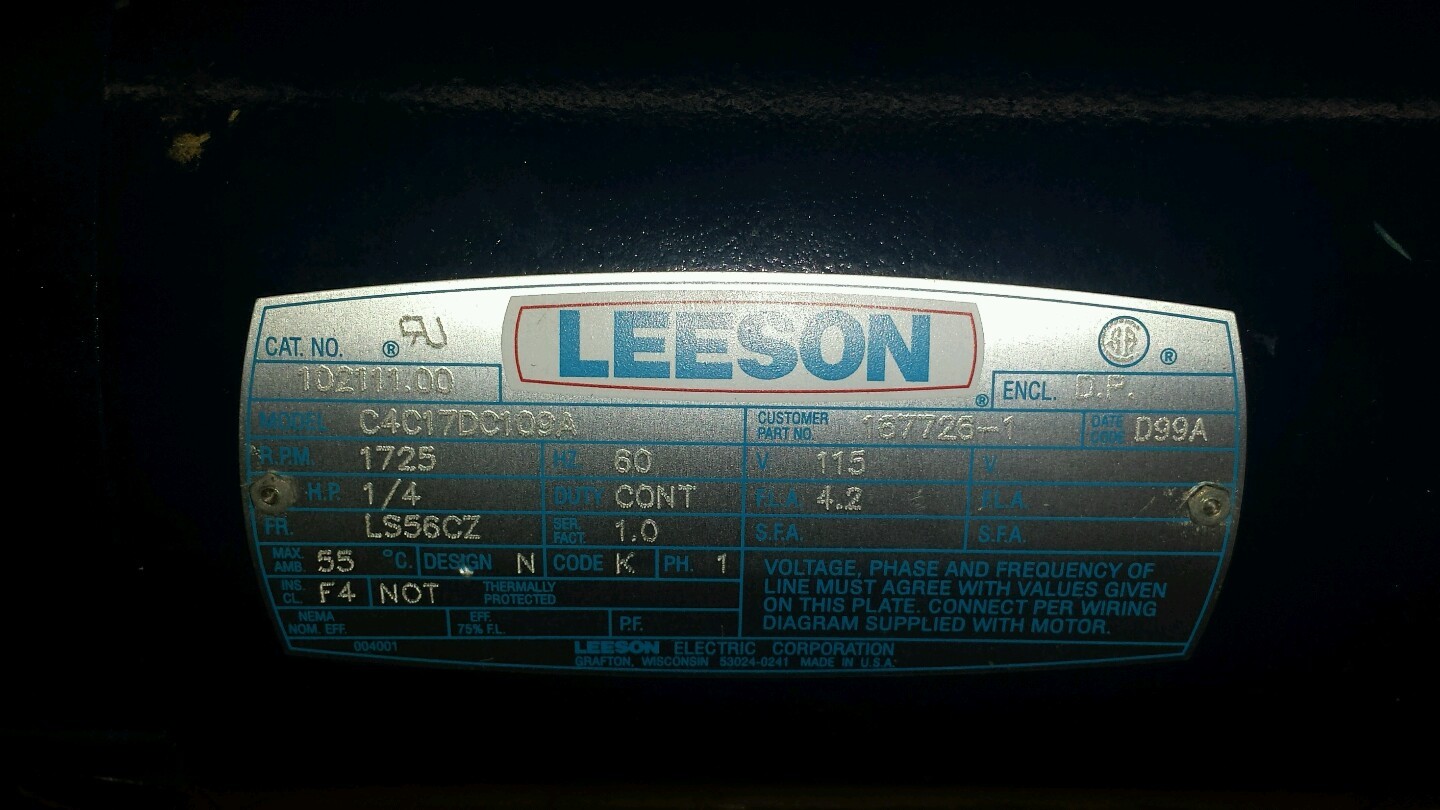 CAT. NO. ® LEESON ® ®
102111.00 ENCL. D.P.
MODEL C4C17DC109A CUSTOMER PART NO. 167726-1 DATE CODE D99A
R.P.M. 1725 HZ 60 V 115 V
H.P. 1/4 DUTY CONT F.L.A. 4.2 F.L.A.
FR. LS56CZ SER. FACT. 1.0 S.F.A. S.F.A.
MAX. AMB. 55 °C. DESIGN N CODE K PH. 1
INS. CL. F4 NOT THERMALLY PROTECTED
NEMA NOM. EFF. EFF. 75% F.L. P.F.
VOLTAGE, PHASE AND FREQUENCY OF
LINE MUST AGREE WITH VALUES GIVEN
ON THIS PLATE. CONNECT PER WIRING
DIAGRAM SUPPLIED WITH MOTOR.
004001 LEESON ELECTRIC CORPORATION
GRAFTON, WISCONSIN 53024-0241 MADE IN U.S.A.